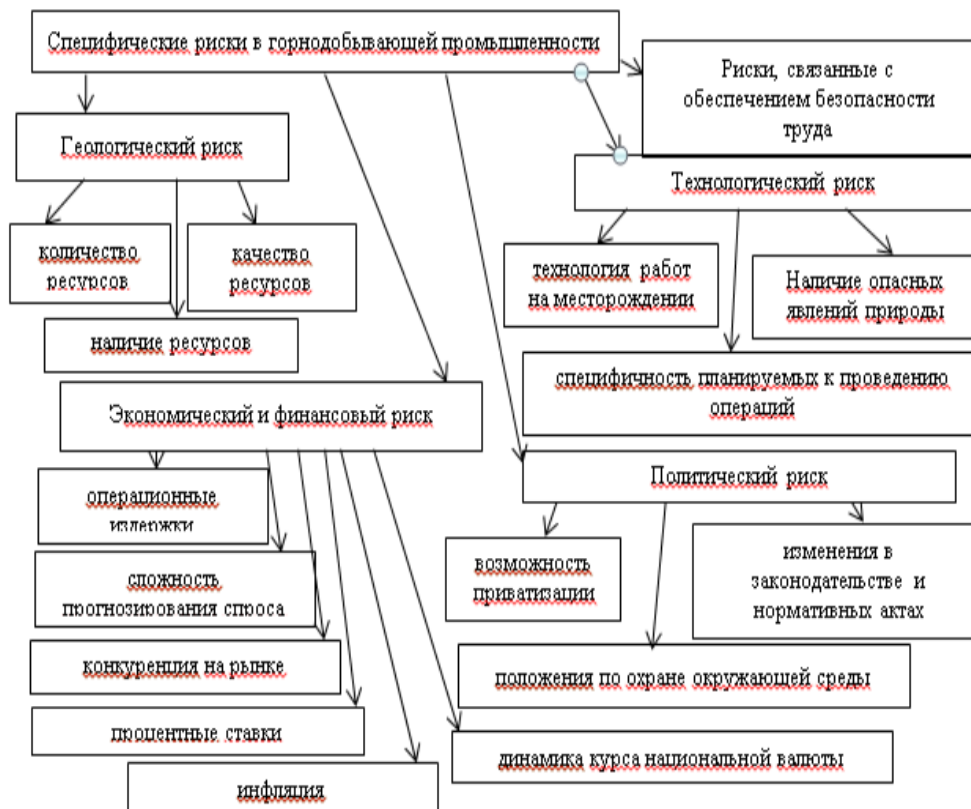 Специфические риски в горнодобывающей промышленности
Риски, связанные с
обеспечением безопасности
труда
Геологический риск
Технологический риск
количество
ресурсов
качество
ресурсов
наличие ресурсов
технология работ
на месторождении
Наличие опасных
явлений природы
специфичность планируемых к проведению
операций
Экономический и финансовый риск
Политический риск
операционные
издержки
сложность
прогнозирования спроса
конкуренция на рынке
процентные ставки
инфляция
возможность
приватизации
изменения в
законодательстве и
нормативных актах
положения по охране окружающей среды
динамика курса национальной валюты